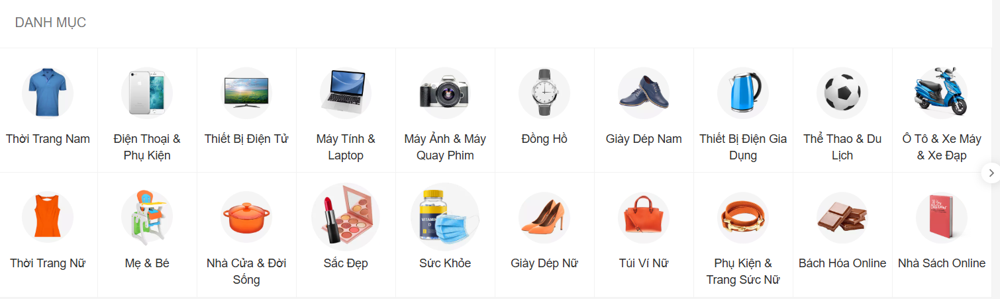 DANH MỤC
Thời Trang Nam
Điện Thoại &
Phụ Kiện
Thiết Bị Điện Tử
Máy Tính &
Laptop
Máy Ảnh & Máy
Quay Phim
Đồng Hồ
Giày Dép Nam
Thiết Bị Điện Gia
Dụng
Thể Thao & Du
Lịch
Ô Tô & Xe Máy
& Xe Đạp
Thời Trang Nữ
Mẹ & Bé
Nhà Cửa & Đời
Sống
Sắc Đẹp
VITAMIN
D
Sức Khỏe
Giày Dép Nữ
Túi Ví Nữ
Phụ Kiện &
Trang Sức Nữ
Bách Hóa Online
Nhà Sách Online